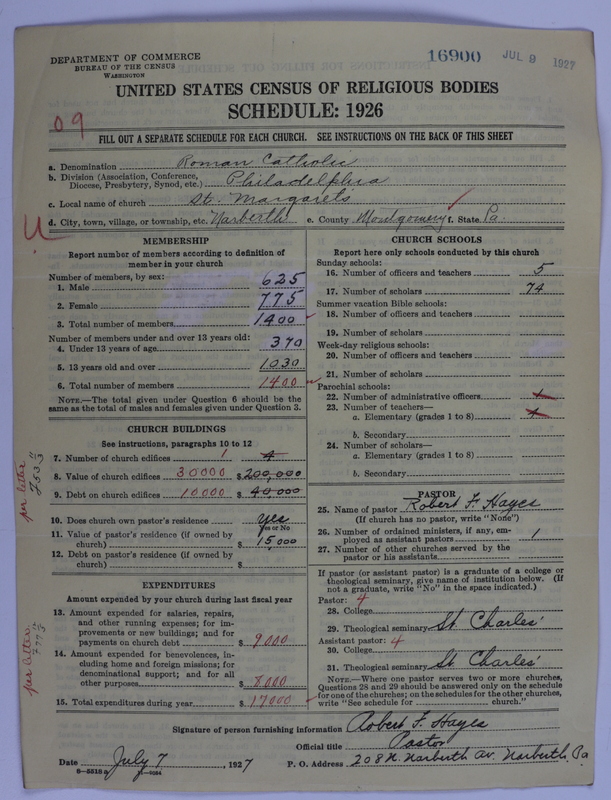 DEPARTMENT OF COMMERCE
BUREAU OF THE CENSUS
WASHINGTON
16900 JUL 9 1927
UNITED STATES CENSUS OF RELIGIOUS BODIES
SCHEDULE: 1926
09
FILL OUT A SEPARATE SCHEDULE FOR EACH CHURCH. SEE INSTRUCTIONS ON THE BACK OF THIS SHEET
a. Denomination Roman Catholic
b. Division (Association, Conference,
Diocese, Presbytery, Synod, etc.) Philadelphia
c. Local name of church St. Margarets
d. City, town, village, or township, etc. Narberth e. County Montgomery f. State Pa
U
MEMBERSHIP
Report number of members according to definition of
member in your church
Number of members, by sex:
1. Male 625
2. Female 775
3. Total number of members 1400
Number of members under and over 13 years old:
4. Under 13 years of age 370
5. 13 years old and over 1030
6. Total number of members 1400
NOTE.—The total given under Question 6 should be
same as the total of males and females given under Question 3.
CHURCH BUILDINGS
See instructions, paragraphs 10 to 12
7. Number of church edifices 1 4
8. Value of church edifices 30000 $ 200,000
9. Debt on church edifices 10000 $ 40,000
per letter
10. Does church own pastor's residence Yes
Yes or No
11. Value of pastor's residence (if owned by
church) $ 15,000
12. Debt on pastor's residence (if owned by
church) $
EXPENDITURES
Amount expended by your church during last fiscal year
13. Amount expended for salaries, repairs,
and other running expenses; for im-
provements or new buildings; and for
payments on church debt $ 9000
14. Amount expended for benevolences, in-
cluding home and foreign missions; for
denominational support; and for all
other purposes $ 8000
15. Total expenditures during year $ 17000
per letter
CHURCH SCHOOLS
Report here only schools conducted by this church
Sunday schools:
16. Number of officers and teachers 5
17. Number of scholars 74
Summer vacation Bible schools:
18. Number of officers and teachers
19. Number of scholars
Week-day religious schools:
20. Number of officers and teachers
21. Number of scholars
Parochial schools:
22. Number of administrative officers
23. Number of teachers—
a. Elementary (grades 1 to 8)
b. Secondary
24. Number of scholars—
a. Elementary (grades 1 to 8)
b. Secondary
PASTOR
25. Name of pastor Robert F. Hayes
(If church has no pastor, write "None")
26. Number of ordained ministers, if any, em-
ployed as assistant pastors 1
27. Number of other churches served by the
pastor or his assistants
If pastor (or assistant pastor) is a graduate of a college or
theological seminary, give name of institution below. (If
not a graduate, write "No" in the space indicated.)
Pastor: 4
28. College
29. Theological seminary St. Charles'
Assistant pastor: 4
30. College
31. Theological seminary St. Charles'
NOTE.—Where one pastor serves two or more churches,
Questions 28 and 29 should be answered only on the schedule
for one of the churches; on the schedules for the other churches,
write "See schedule for church."
Signature of person furnishing information Robert F. Hayes
Official title Pastor
Date July 7, 1927 P. O. Address 208 N. Narberth Av. Narberth, Pa
8-5518a